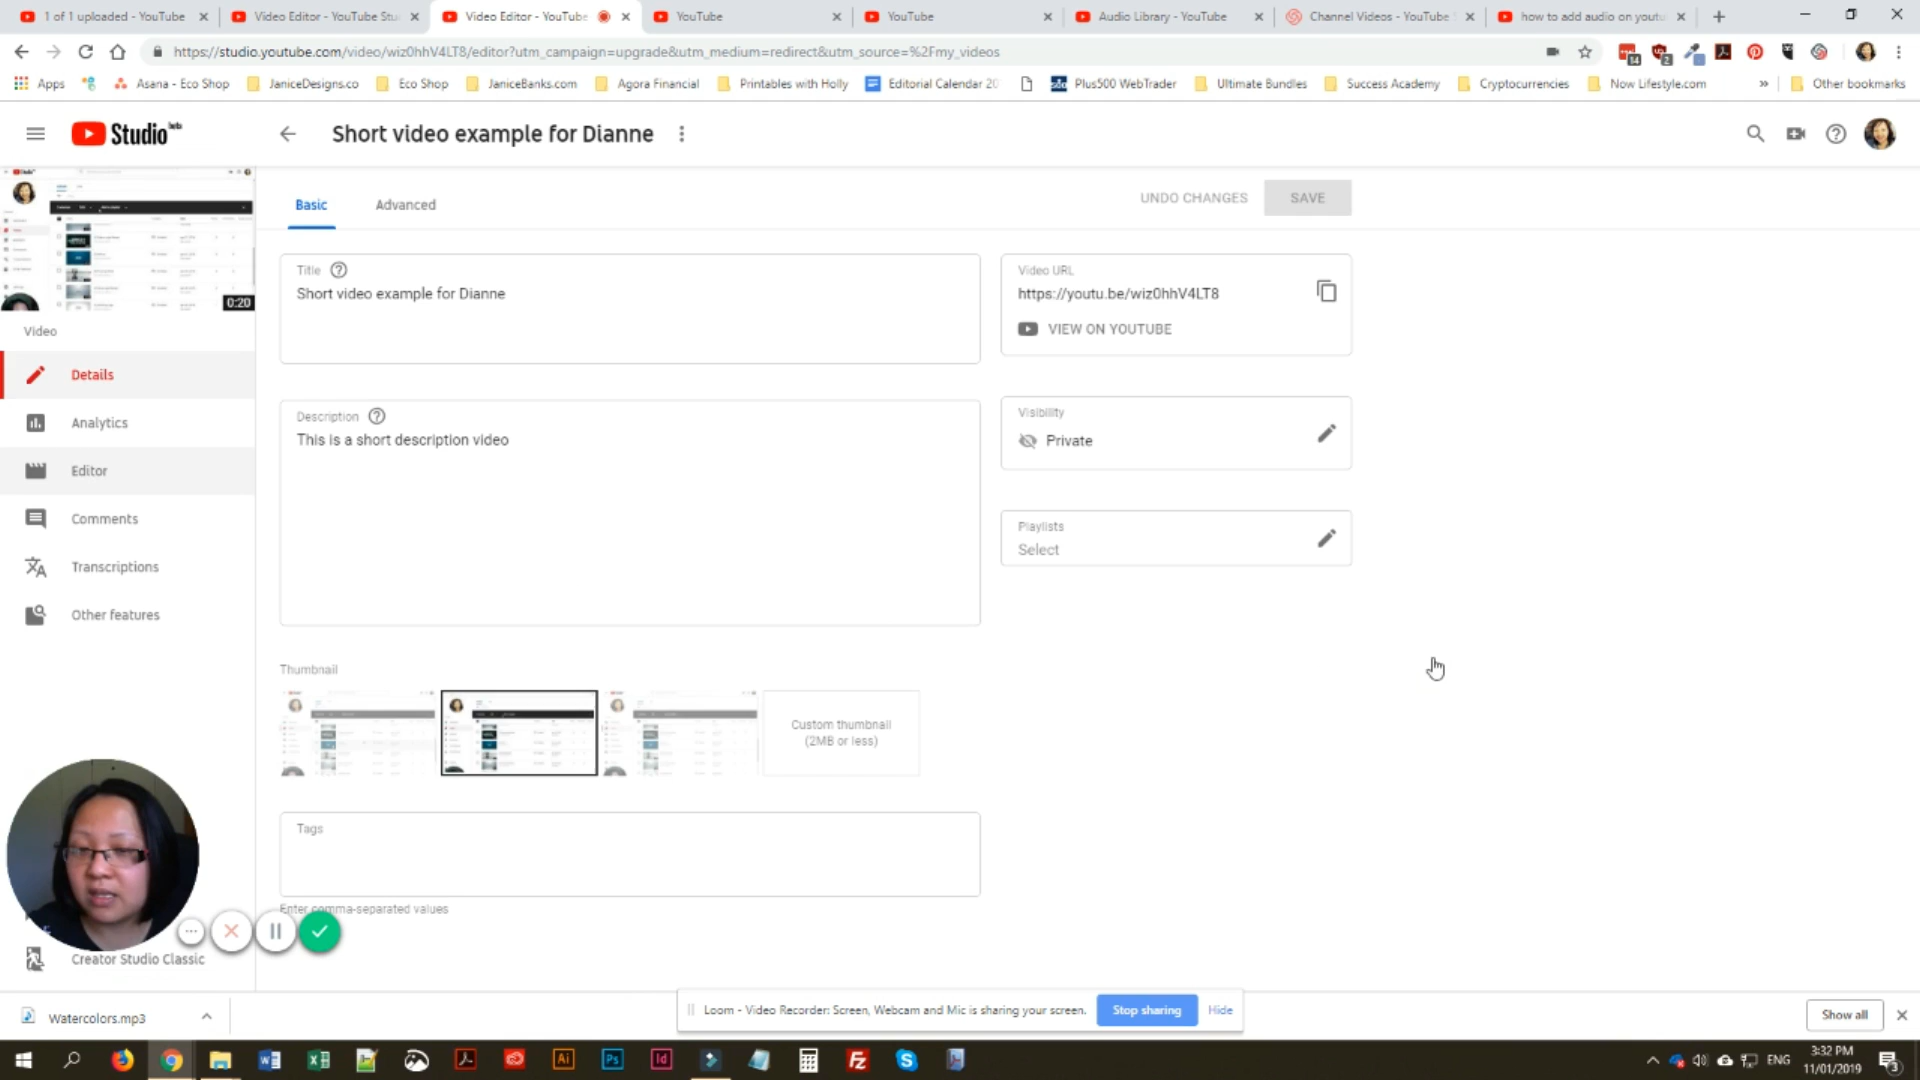 1 of 1 uploaded - YouTube
Video Editor - YouTube Stu
Video Editor - YouTube
YouTube
YouTube
Audio Library - YouTube
Channel Videos - YouTube
how to add audio on youtu
https://studio.youtube.com/video/wiz0hhV4LT8/editor?utm_campaign=upgrade&utm_medium=redirect&utm_source=%2Fmy_videos
Apps
Asana - Eco Shop
JaniceDesigns.co
Eco Shop
JaniceBanks.com
Agora Financial
Printables with Holly
Editorial Calendar 20
Plus500 WebTrader
Ultimate Bundles
Success Academy
Cryptocurrencies
Now Lifestyle.com
»
Other bookmarks
Studio beta
Short video example for Dianne
Basic
Advanced
UNDO CHANGES
SAVE
0:20
Title
Short video example for Dianne
Video URL
https://youtu.be/wiz0hhV4LT8
VIEW ON YOUTUBE
Video
Details
Analytics
Editor
Comments
Transcriptions
Other features
Description
This is a short description video
Visibility
Private
Playlists
Select
Thumbnail
Custom thumbnail
(2MB or less)
Tags
Enter comma-separated values
Creator Studio Classic
Watercolors.mp3
Loom - Video Recorder: Screen, Webcam and Mic is sharing your screen.
Stop sharing
Hide
Show all
ENG
3:32 PM
11/01/2019